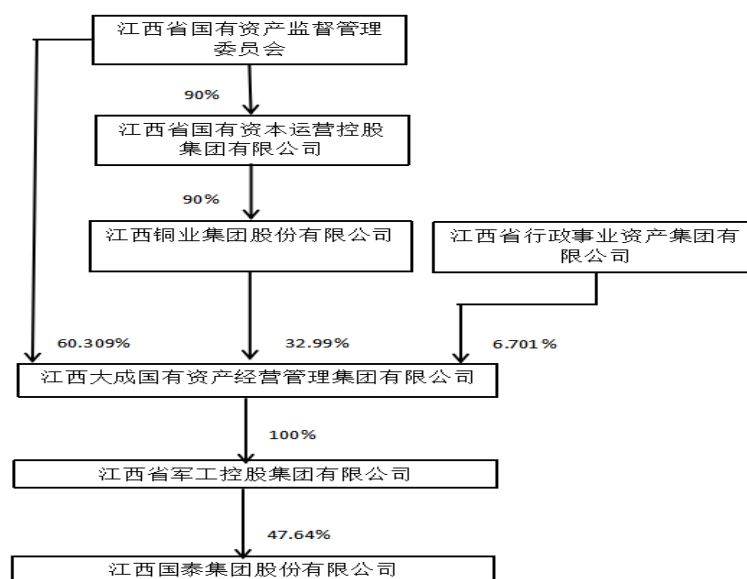 江西省国有资产监督管理
委员会
90%
江西省国有资本运营控股
集团有限公司
90%
江西铜业集团股份有限公司
江西省行政事业资产集团有
限公司
60.309%
32.99%
6.701%
江西大成国有资产经营管理集团有限公司
100%
江西省军工控股集团有限公司
47.64%
江西国泰集团股份有限公司